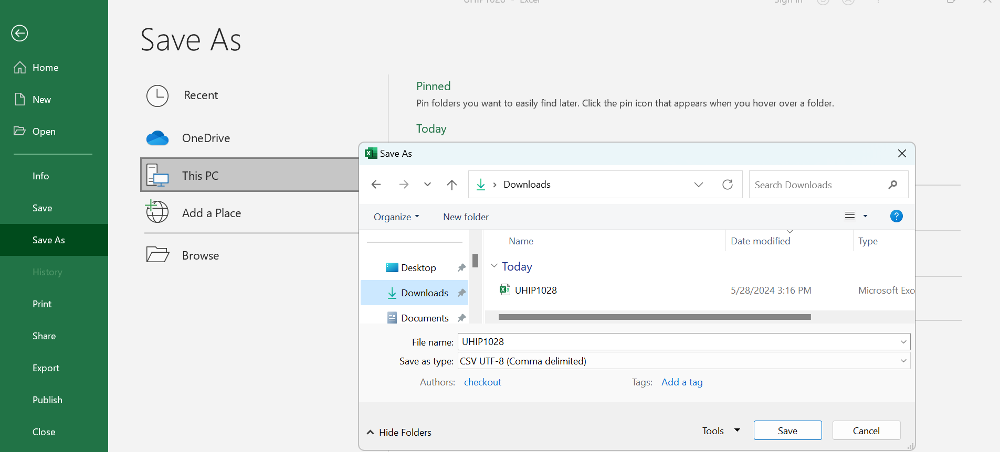 UHIP1028 - Excel
Sign in
Save As
Home
New
Open
Info
Save
Save As
History
Print
Share
Export
Publish
Close
Recent
OneDrive
This PC
Add a Place
Browse
Pinned
Pin folders you want to easily find later. Click the pin icon that appears when you hover over a folder.
Today
Save As
Downloads
Search Downloads
Organize
New folder
Name Date modified Type
Desktop
Downloads
Documents
Today
UHIP1028 5/28/2024 3:16 PM Microsoft Exc
File name: UHIP1028
Save as type: CSV UTF-8 (Comma delimited)
Authors: checkout Tags: Add a tag
Hide Folders
Tools Save Cancel